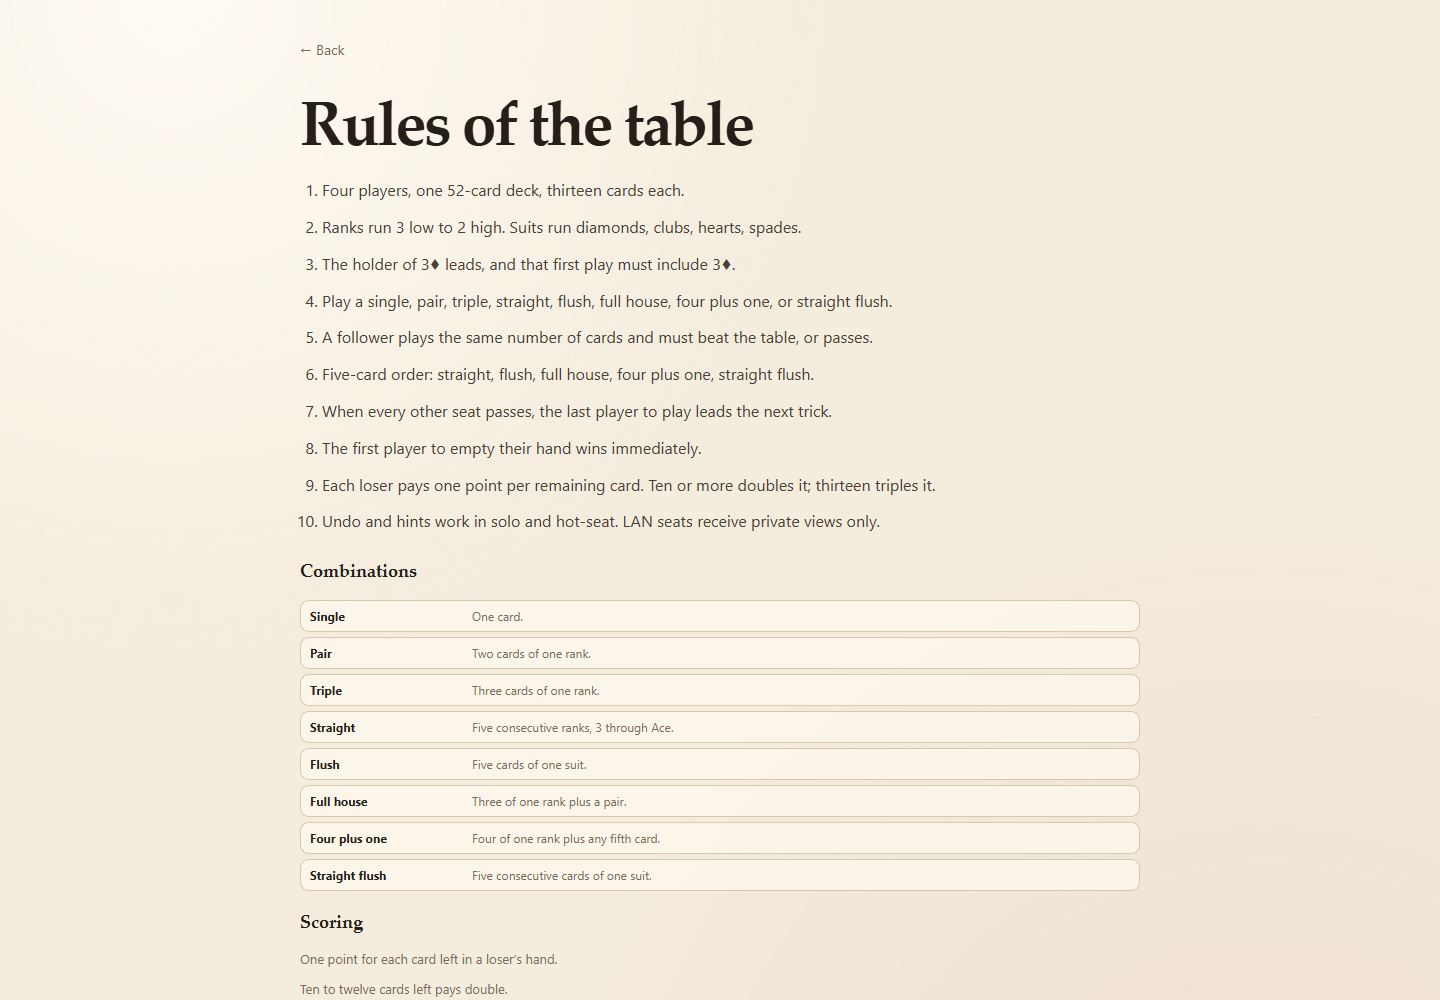 ← Back
Rules of the table
1. Four players, one 52-card deck, thirteen cards each.
2. Ranks run 3 low to 2 high. Suits run diamonds, clubs, hearts, spades.
3. The holder of 3♦ leads, and that first play must include 3♦.
4. Play a single, pair, triple, straight, flush, full house, four plus one, or straight flush.
5. A follower plays the same number of cards and must beat the table, or passes.
6. Five-card order: straight, flush, full house, four plus one, straight flush.
7. When every other seat passes, the last player to play leads the next trick.
8. The first player to empty their hand wins immediately.
9. Each loser pays one point per remaining card. Ten or more doubles it; thirteen triples it.
10. Undo and hints work in solo and hot-seat. LAN seats receive private views only.
Combinations
Single One card.
Pair Two cards of one rank.
Triple Three cards of one rank.
Straight Five consecutive ranks, 3 through Ace.
Flush Five cards of one suit.
Full house Three of one rank plus a pair.
Four plus one Four of one rank plus any fifth card.
Straight flush Five consecutive cards of one suit.
Scoring
One point for each card left in a loser's hand.
Ten to twelve cards left pays double.